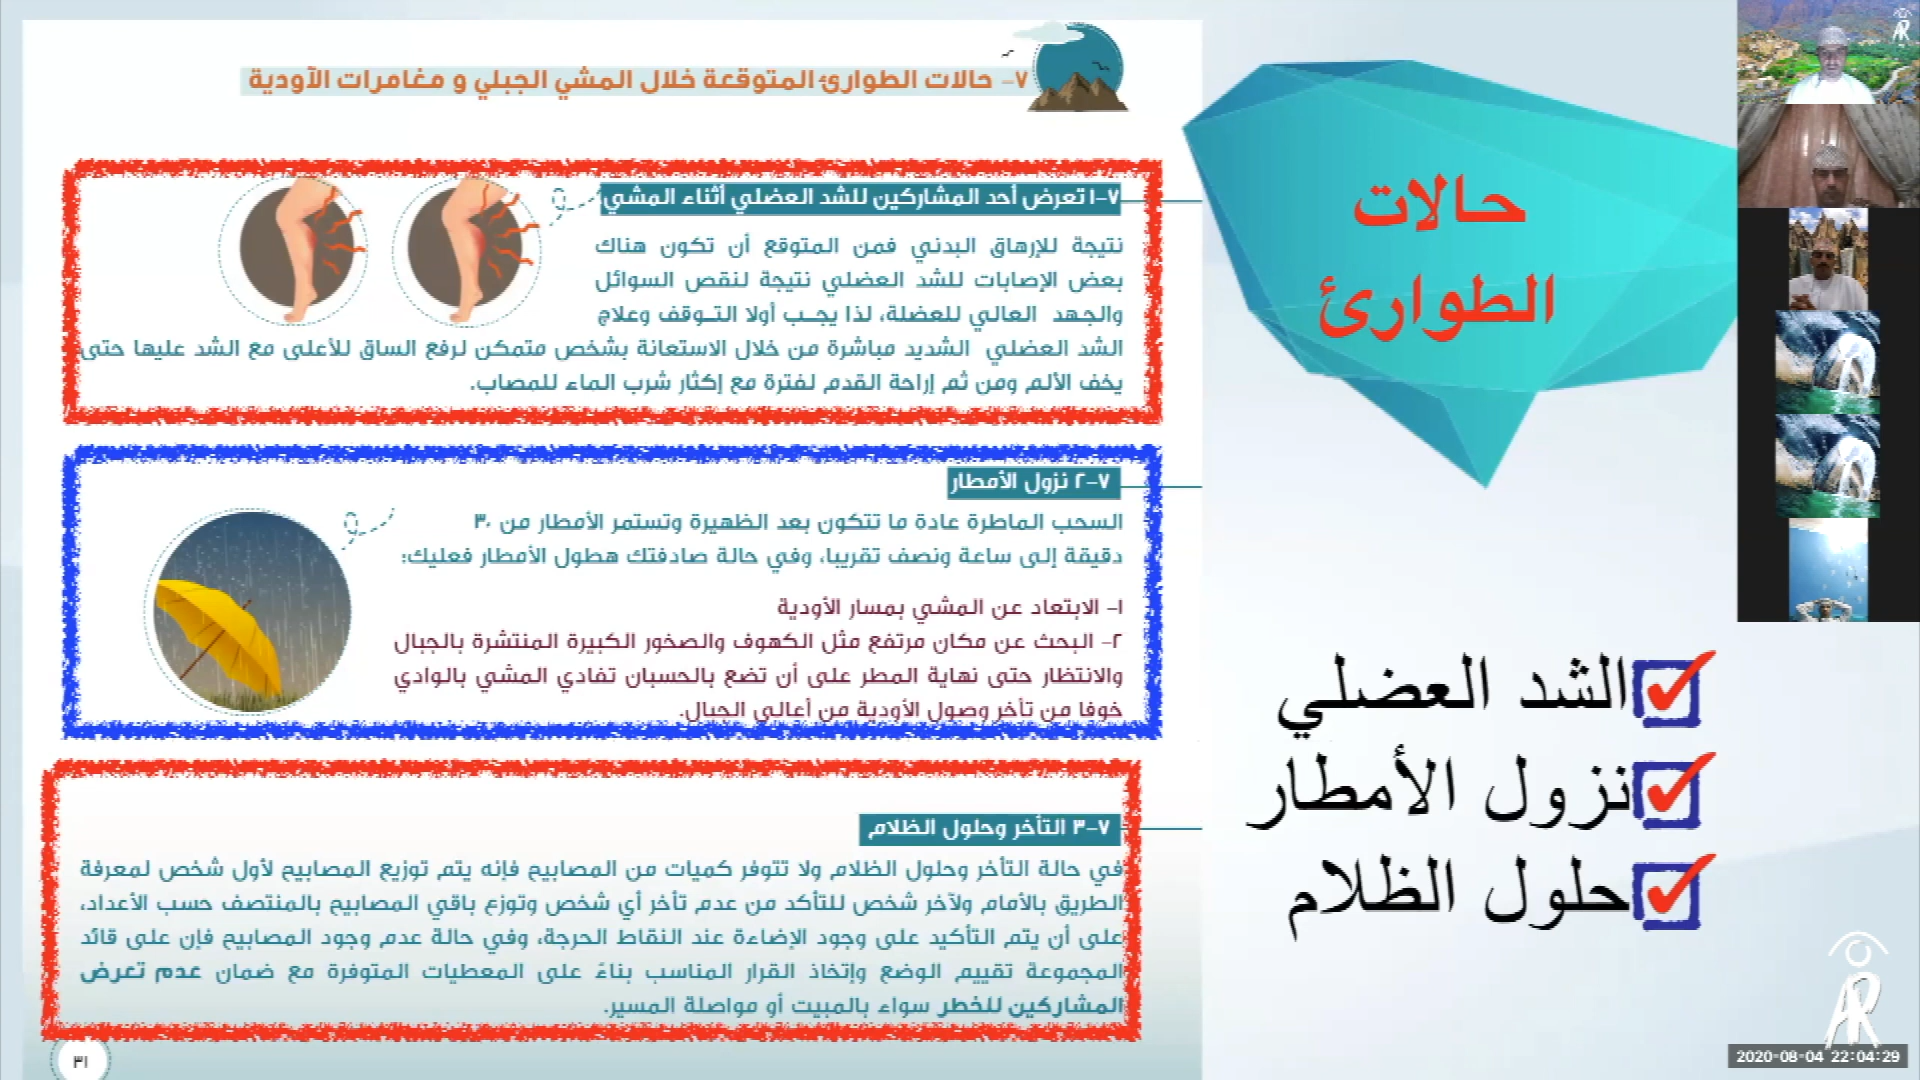 ٧- حالات الطوارئ المتوقعة خلال المشي الجبلي و مغامرات الأودية
٧-١ تعرض أحد المشاركين للشد العضلي أثناء المشي
نتيجة للإرهاق البدني فمن المتوقع أن تكون هناك
بعض الإصابات للشد العضلي نتيجة لنقص السوائل
والجهد العالي للعضلة، لذا يجب أولا التوقف وعلاج
الشد العضلي الشديد مباشرة من خلال الاستعانة بشخص متمكن لرفع الساق للأعلى مع الشد عليها حتى
يخف الألم ومن ثم إراحة القدم لفترة مع إكثار شرب الماء للمصاب.
٧-٢ نزول الأمطار
السحب الماطرة عادة ما تتكون بعد الظهيرة وتستمر الأمطار من ٣٠
دقيقة إلى ساعة ونصف تقريبا، وفي حالة صادفتك هطول الأمطار فعليك:
١- الابتعاد عن المشي بمسار الأودية
٢- البحث عن مكان مرتفع مثل الكهوف والصخور الكبيرة المنتشرة بالجبال
والانتظار حتى نهاية المطر على أن تضع بالحسبان تفادي المشي بالوادي
خوفا من تأخر وصول الأودية من أعالي الجبال.
٧-٣ التأخر وحلول الظلام
في حالة التأخر وحلول الظلام ولا تتوفر كميات من المصابيح فإنه يتم توزيع المصابيح لأول شخص لمعرفة
الطريق بالأمام ولآخر شخص للتأكد من عدم تأخر أي شخص وتوزع باقي المصابيح بالمنتصف حسب الأعداد،
على أن يتم التأكيد على وجود الإضاءة عند النقاط الحرجة، وفي حالة عدم وجود المصابيح فإن على قائد
المجموعة تقييم الوضع وإتخاذ القرار المناسب بناءً على المعطيات المتوفرة مع ضمان عدم تعرض
المشاركين للخطر سواء بالمبيت أو مواصلة المسير.
٣١
حالات
الطوارئ
الشد العضلي
نزول الأمطار
حلول الظلام
2020-08-04 22:04:29